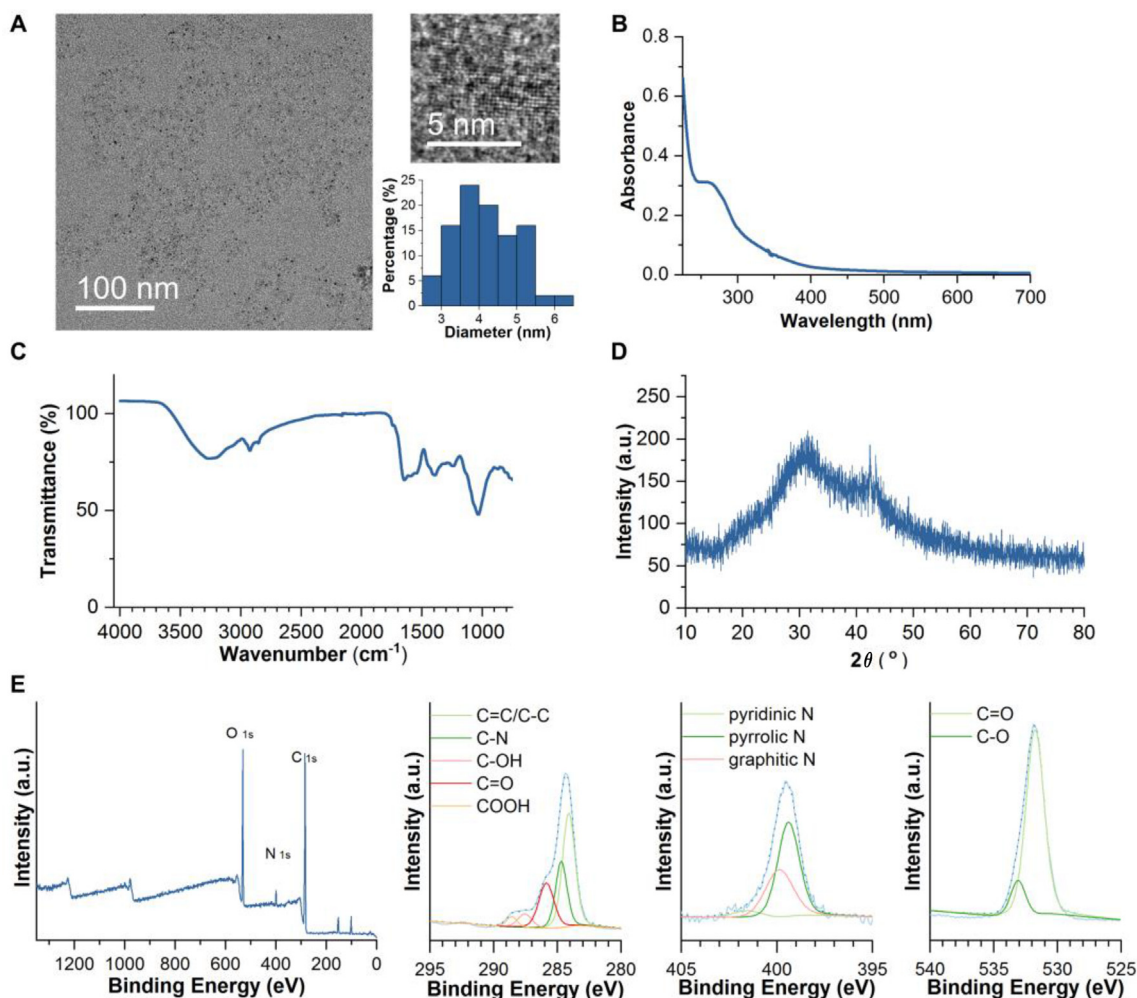 A
100 nm
5 nm
Percentage (%)
25
20
15
10
5
0
3 4 5 6
Diameter (nm)
B
Absorbance
0.8
0.6
0.4
0.2
0.0
300 400 500 600 700
Wavelength (nm)
C
Transmittance (%)
100
50
0
4000 3500 3000 2500 2000 1500 1000
Wavenumber (cm-1)
D
Intensity (a.u.)
250
200
150
100
50
0
10 20 30 40 50 60 70 80
2θ (°)
E
Intensity (a.u.)
O 1s
N 1s
C 1s
1200 1000 800 600 400 200 0
Binding Energy (eV)
Intensity (a.u.)
C=C/C-C
C-N
C-OH
C=O
COOH
295 290 285 280
Binding Energy (eV)
Intensity (a.u.)
pyridinic N
pyrrolic N
graphitic N
405 400 395
Binding Energy (eV)
Intensity (a.u.)
C=O
C-O
540 535 530 525
Binding Energy (eV)